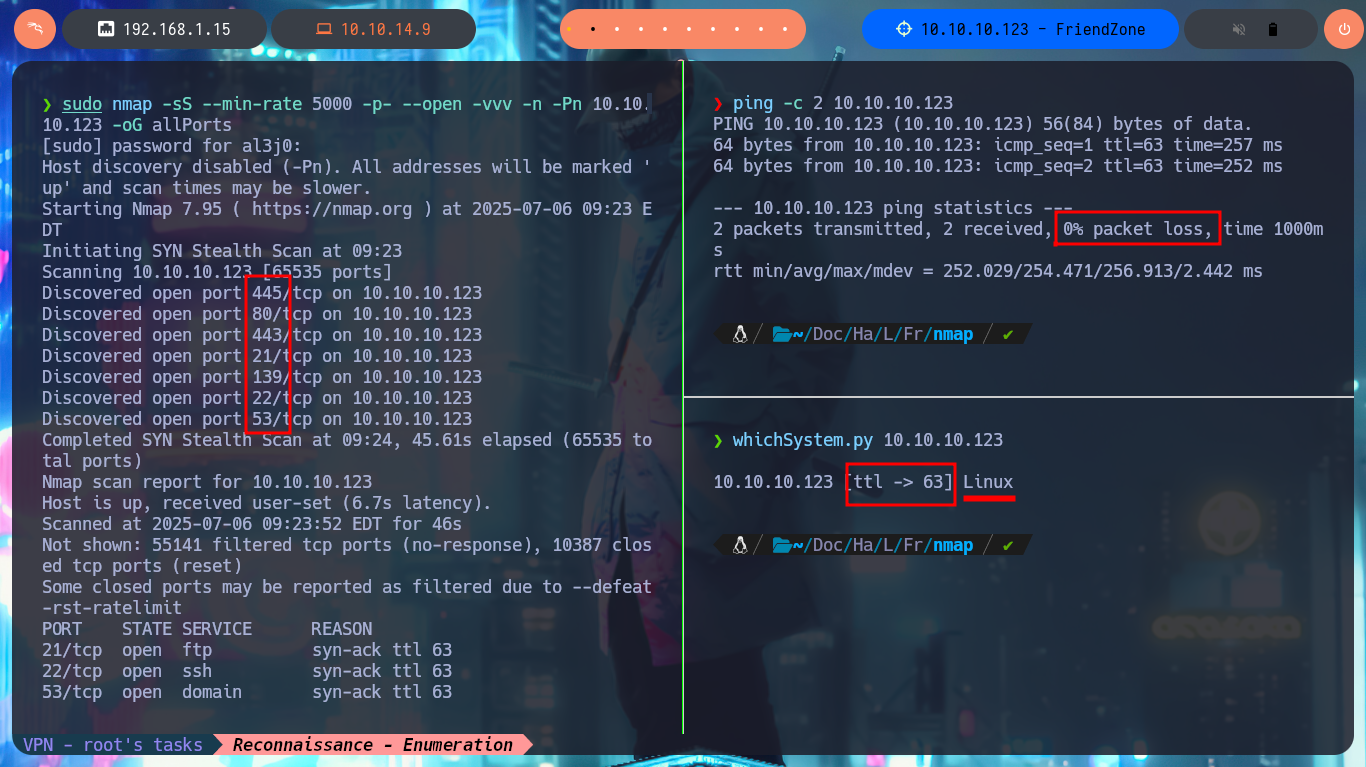 192.168.1.15
10.10.14.9
10.10.10.123 - FriendZone
❯ sudo nmap -sS --min-rate 5000 -p- --open -vvv -n -Pn 10.10.
10.123 -oG allPorts
[sudo] password for al3j0:
Host discovery disabled (-Pn). All addresses will be marked '
up' and scan times may be slower.
Starting Nmap 7.95 ( https://nmap.org ) at 2025-07-06 09:23 E
DT
Initiating SYN Stealth Scan at 09:23
Scanning 10.10.10.123 [65535 ports]
Discovered open port 445/tcp on 10.10.10.123
Discovered open port 80/tcp on 10.10.10.123
Discovered open port 443/tcp on 10.10.10.123
Discovered open port 21/tcp on 10.10.10.123
Discovered open port 139/tcp on 10.10.10.123
Discovered open port 22/tcp on 10.10.10.123
Discovered open port 53/tcp on 10.10.10.123
Completed SYN Stealth Scan at 09:24, 45.61s elapsed (65535 to
tal ports)
Nmap scan report for 10.10.10.123
Host is up, received user-set (6.7s latency).
Scanned at 2025-07-06 09:23:52 EDT for 46s
Not shown: 55141 filtered tcp ports (no-response), 10387 clos
ed tcp ports (reset)
Some closed ports may be reported as filtered due to --defeat
-rst-ratelimit
PORT STATE SERVICE REASON
21/tcp open ftp syn-ack ttl 63
22/tcp open ssh syn-ack ttl 63
53/tcp open domain syn-ack ttl 63
❯ ping -c 2 10.10.10.123
PING 10.10.10.123 (10.10.10.123) 56(84) bytes of data.
64 bytes from 10.10.10.123: icmp_seq=1 ttl=63 time=257 ms
64 bytes from 10.10.10.123: icmp_seq=2 ttl=63 time=252 ms
--- 10.10.10.123 ping statistics ---
2 packets transmitted, 2 received, 0% packet loss, time 1000m
s
rtt min/avg/max/mdev = 252.029/254.471/256.913/2.442 ms
~/Doc/Ha/L/Fr/nmap / ✔
❯ whichSystem.py 10.10.10.123
10.10.10.123 [ttl -> 63] Linux
~/Doc/Ha/L/Fr/nmap / ✔
VPN - root's tasks
Reconnaissance - Enumeration